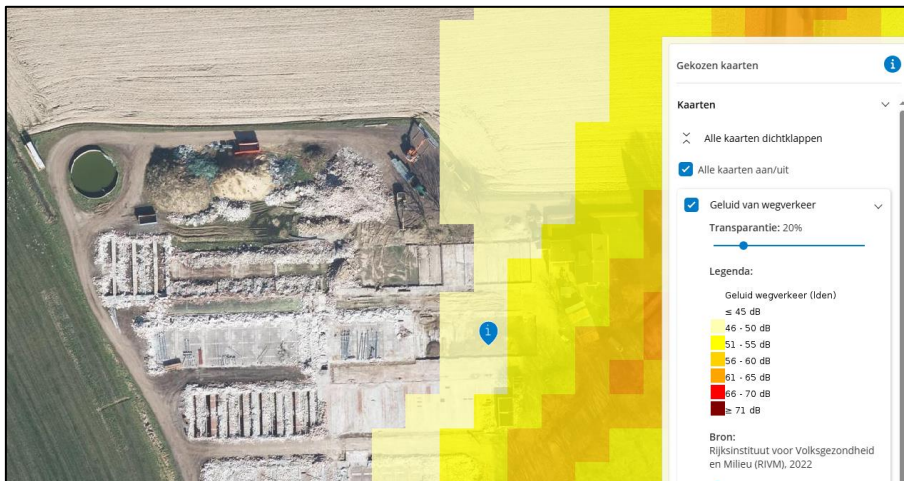 Gekozen kaarten
Kaarten
Alle kaarten dichtklappen
Alle kaarten aan/uit
Geluid van wegverkeer
Transparantie: 20%
Legenda:
Geluid wegverkeer (lden)
≤ 45 dB
46 - 50 dB
51 - 55 dB
56 - 60 dB
61 - 65 dB
66 - 70 dB
≥ 71 dB
Bron:
Rijksinstituut voor Volksgezondheid
en Milieu (RIVM), 2022